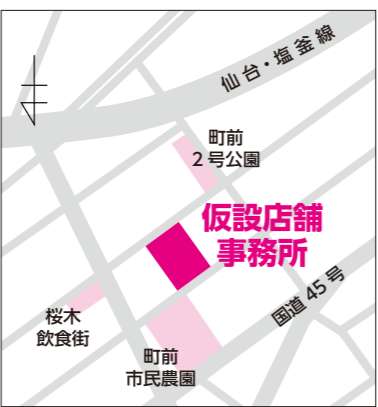 仙台・塩釜線
町前
2号公園
仮設店舗
事務所
国道45号
桜木
飲食街
町前
市民農園